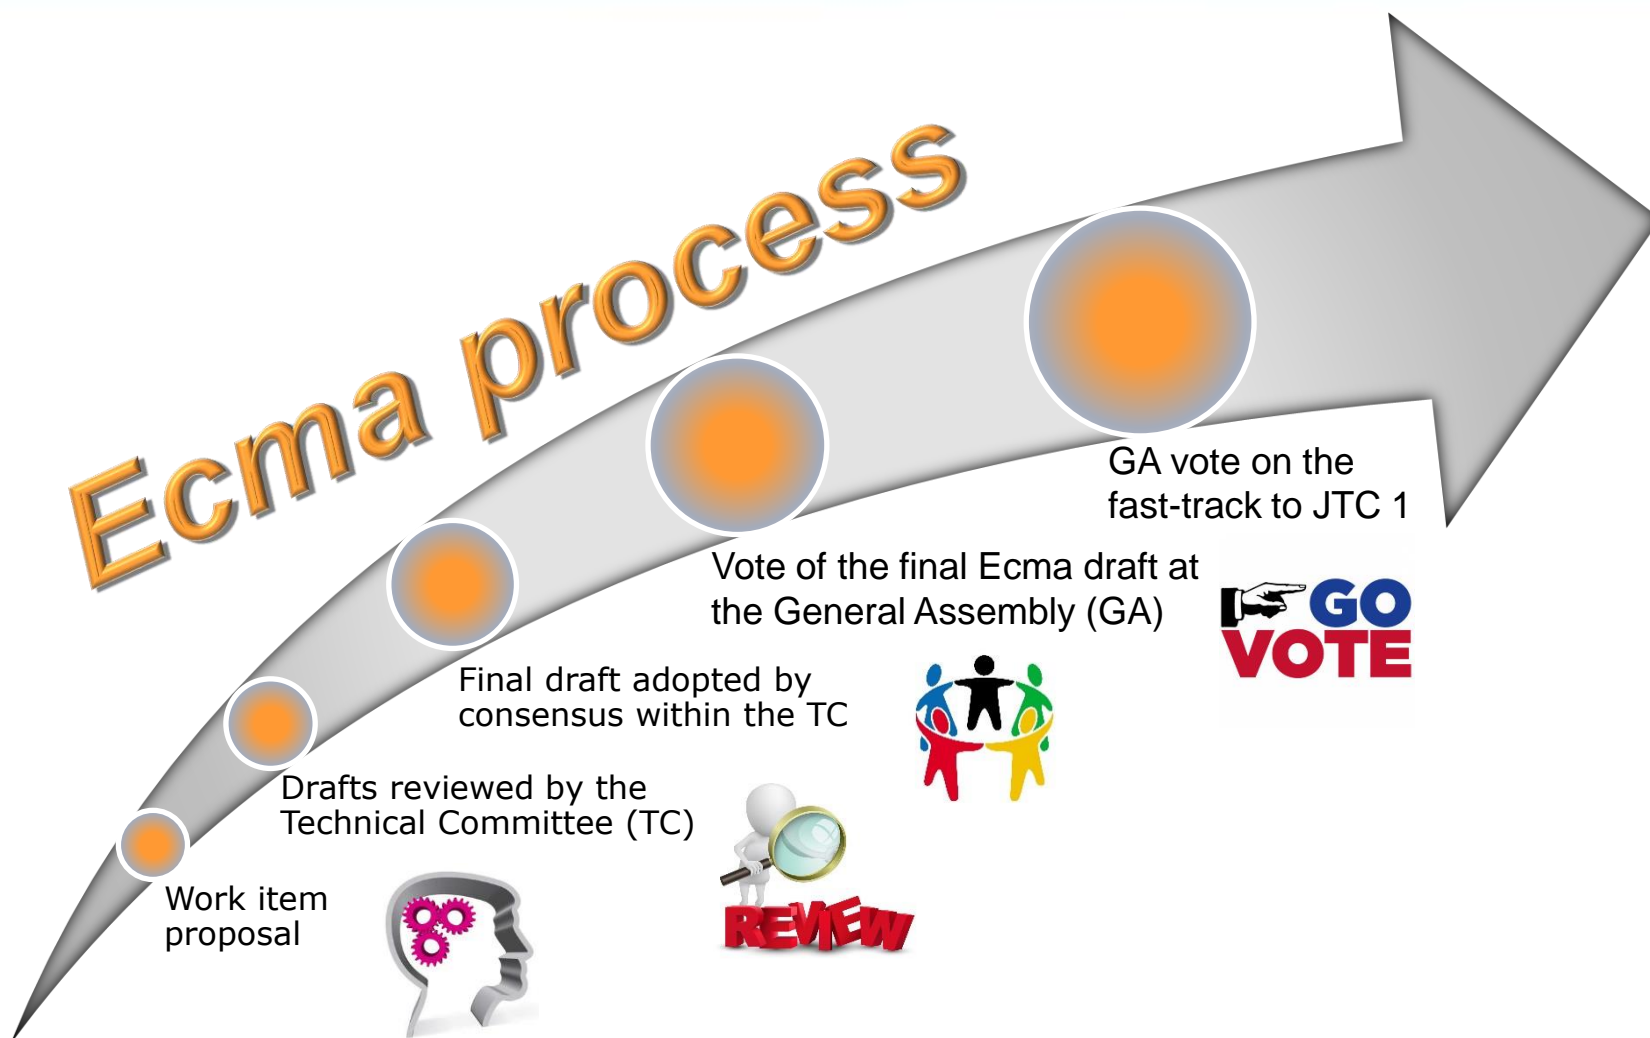 Ecma process
GA vote on the
fast-track to JTC 1
Vote of the final Ecma draft at
the General Assembly (GA)
GO
VOTE
Final draft adopted by
consensus within the TC
Drafts reviewed by the
Technical Committee (TC)
REVIEW
Work item
proposal